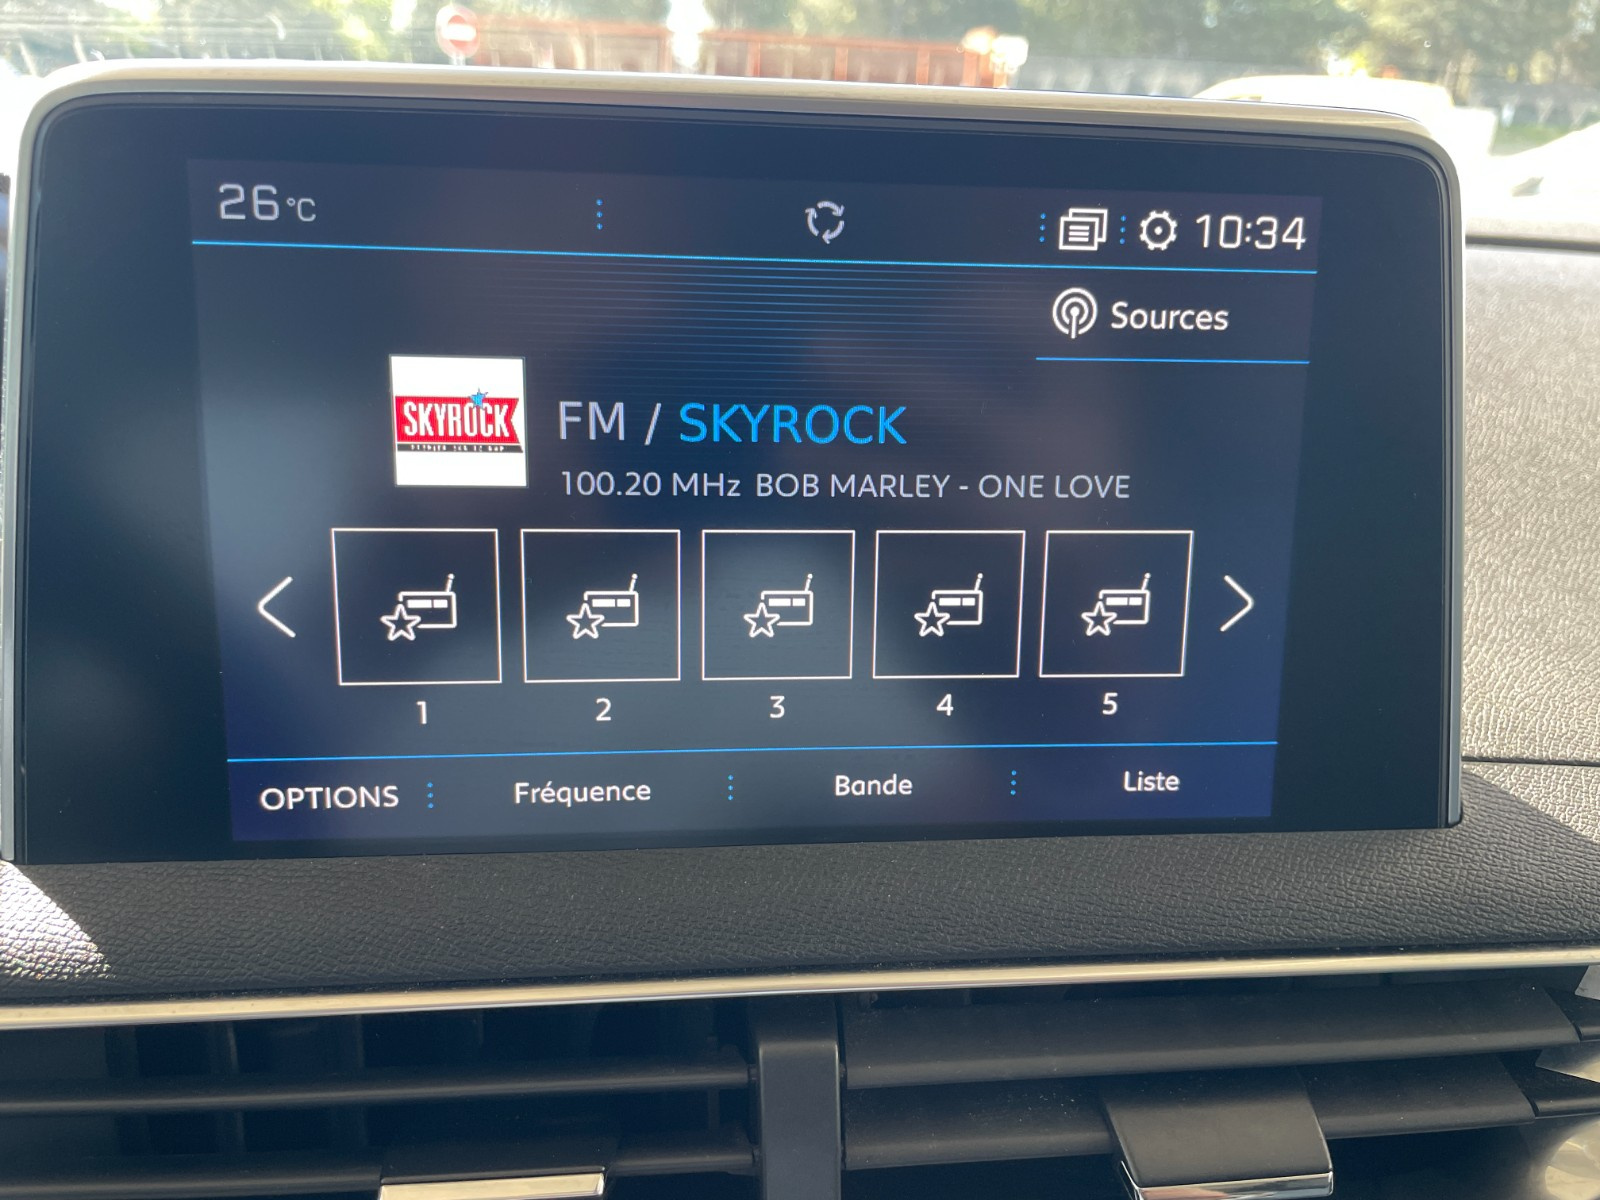 26°C
10:34
Sources
SKYROCK
FM / SKYROCK
100.20 MHz BOB MARLEY - ONE LOVE
1 2 3 4 5
OPTIONS Fréquence Bande Liste